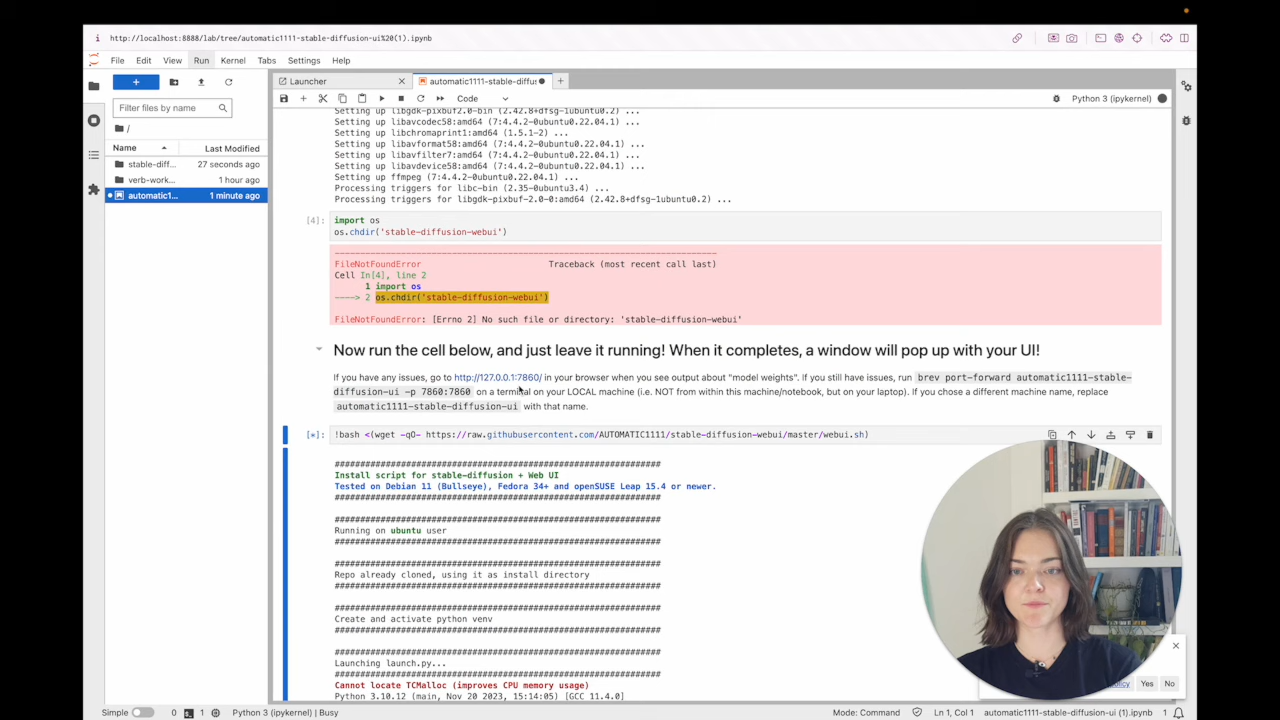 http://localhost:8888/lab/tree/automatic1111-stable-diffusion-ui%20(1).ipynb
File Edit View Run Kernel Tabs Settings Help
Filter files by name
/
Name Last Modified
stable-diff... 27 seconds ago
verb-work... 1 hour ago
automatic1... 1 minute ago
Launcher
automatic1111-stable-diffus
Code
Python 3 (ipykernel)
Setting up libgdk-pixbuf2.0-bin (2.42.8+dfsg-1ubuntu0.2) ...
Setting up libavcodec58:amd64 (7:4.4.2-0ubuntu0.22.04.1) ...
Setting up libchromaprint1:amd64 (1.5.1-2) ...
Setting up libavformat58:amd64 (7:4.4.2-0ubuntu0.22.04.1) ...
Setting up libavfilter7:amd64 (7:4.4.2-0ubuntu0.22.04.1) ...
Setting up libavdevice58:amd64 (7:4.4.2-0ubuntu0.22.04.1) ...
Setting up ffmpeg (7:4.4.2-0ubuntu0.22.04.1) ...
Processing triggers for libc-bin (2.35-0ubuntu3.4) ...
Processing triggers for libgdk-pixbuf-2.0-0:amd64 (2.42.8+dfsg-1ubuntu0.2) ...
[4]: import os
os.chdir('stable-diffusion-webui')
FileNotFoundError Traceback (most recent call last)
Cell In[4], line 2
1 import os
----> 2 os.chdir('stable-diffusion-webui')
FileNotFoundError: [Errno 2] No such file or directory: 'stable-diffusion-webui'
Now run the cell below, and just leave it running! When it completes, a window will pop up with your UI!
If you have any issues, go to http://127.0.0.1:7860/ in your browser when you see output about "model weights". If you still have issues, run brev port-forward automatic1111-stable-
diffusion-ui -p 7860:7860 on a terminal on your LOCAL machine (i.e. NOT from within this machine/notebook, but on your laptop). If you chose a different machine name, replace
automatic1111-stable-diffusion-ui with that name.
[*]: !bash <(wget -qO- https://raw.githubusercontent.com/AUTOMATIC1111/stable-diffusion-webui/master/webui.sh)
################################################################
Install script for stable-diffusion + Web UI
Tested on Debian 11 (Bullseye), Fedora 34+ and openSUSE Leap 15.4 or newer.
################################################################
################################################################
Running on ubuntu user
################################################################
################################################################
Repo already cloned, using it as install directory
################################################################
################################################################
Create and activate python venv
################################################################
################################################################
Launching launch.py...
################################################################
Cannot locate TCMalloc (improves CPU memory usage)
Python 3.10.12 (main, Nov 20 2023, 15:14:05) [GCC 11.4.0]
policy Yes No
Simple 0 1 Python 3 (ipykernel) | Busy
Mode: Command Ln 1, Col 1 automatic1111-stable-diffusion-ui (1).ipynb 1